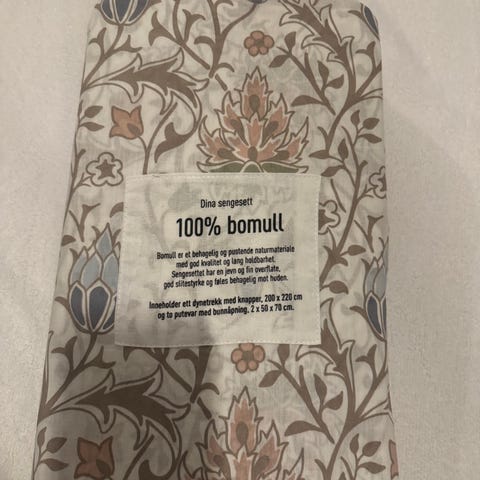 Dina sengesett
100% bomull
Bomull er et behagelig og pustende naturmateriale
med god kvalitet og lang holdbarhet.
Sengesettet har en jevn og fin overflate,
god slitestyrke og føles behagelig mot huden.
Inneholder ett dynetrekk med knapper, 200 x 220 cm
og to putevar med bunnåpning, 2 x 50 x 70 cm.